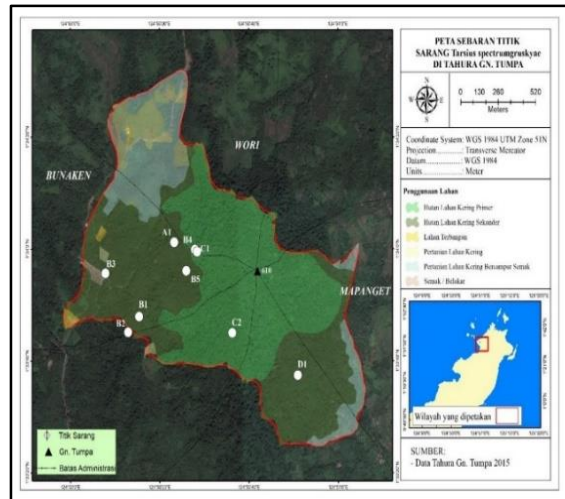 PETA SEBARAN TITIK
SARANG Tarsius spectrumgruskyae
DI TAHURA GN. TUMPA
N
W
E
S
0 130 260 520
Meters
Coordinate System: WGS 1984 UTM Zone 51N
Projection : Transverse Mercator
Datum : WGS 1984
Units : Meter
Penggunaan Lahan
Hutan Lahan Kering Primer
Hutan Lahan Kering Sekunder
Lahan Terbangun
Pertanian Lahan Kering
Pertanian Lahan Kering Bercampur Semak
Semak / Belukar
Wilayah yang dipetakan
SUMBER:
- Data Tahura Gn. Tumpa 2015
WORI
BUNAKEN
MAPANGET
A1
B4
C1
B3
B5
618
B1
B2
C2
D1
Titik Sarang
Gn. Tumpa
Batas Administrasi